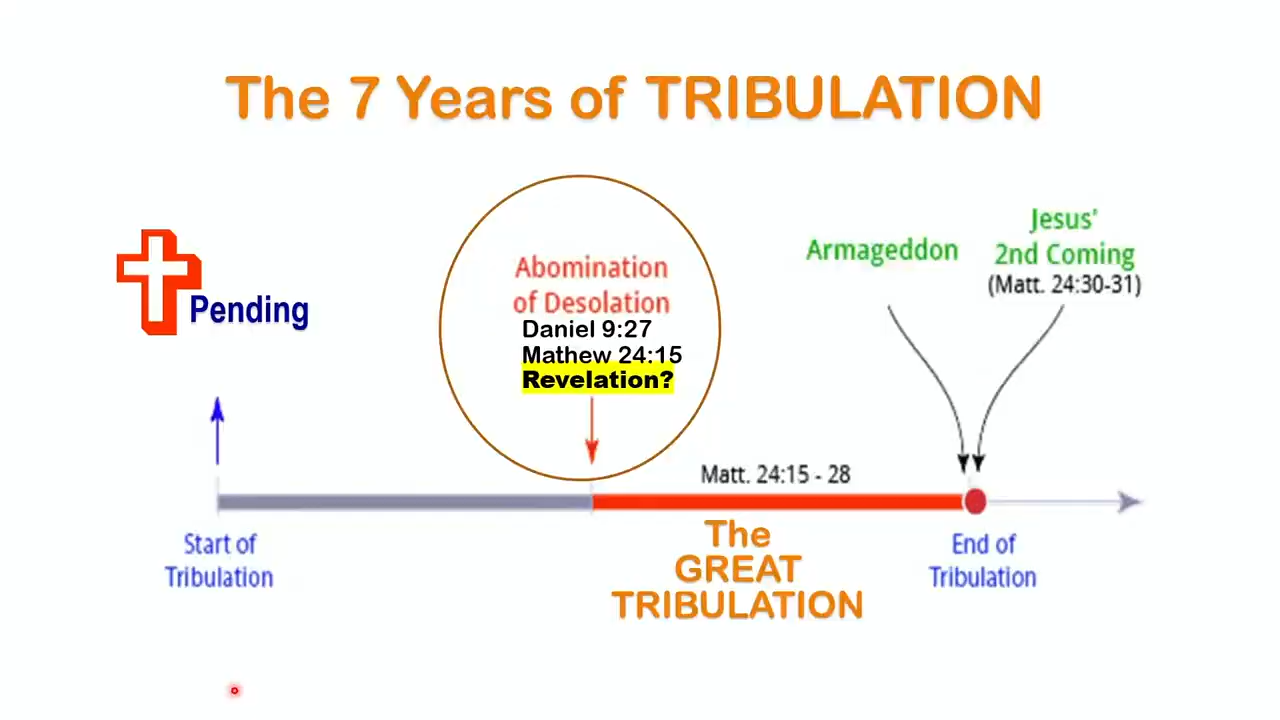 The 7 Years of TRIBULATION
Pending
Abomination
of Desolation
Daniel 9:27
Mathew 24:15
Revelation?
Armageddon
Jesus'
2nd Coming
(Matt. 24:30-31)
Matt. 24:15 - 28
The
GREAT
TRIBULATION
Start of
Tribulation
End of
Tribulation